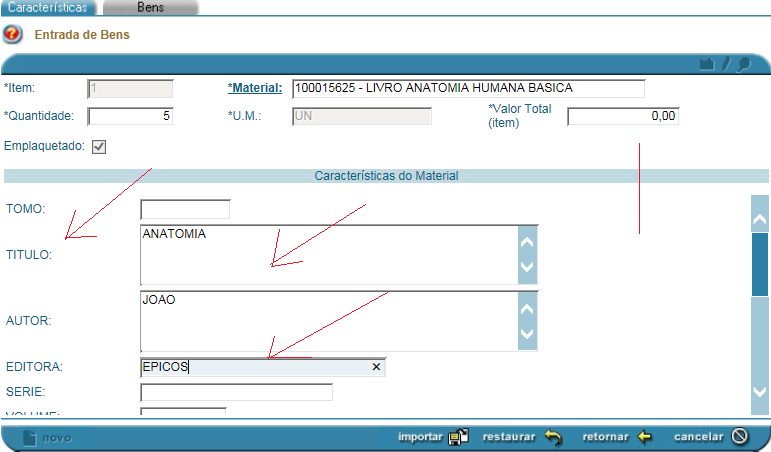 Características Bens
Entrada de Bens
*Item: 1 *Material: 100015625 - LIVRO ANATOMIA HUMANA BASICA
*Quantidade: 5 *U.M.: UN *Valor Total
(item) 0,00
Emplaquetado:
Características do Material
TOMO:
TITULO: ANATOMIA
AUTOR: JOAO
EDITORA: EPICOS
SERIE:
VOLUME:
novo importar restaurar retornar cancelar